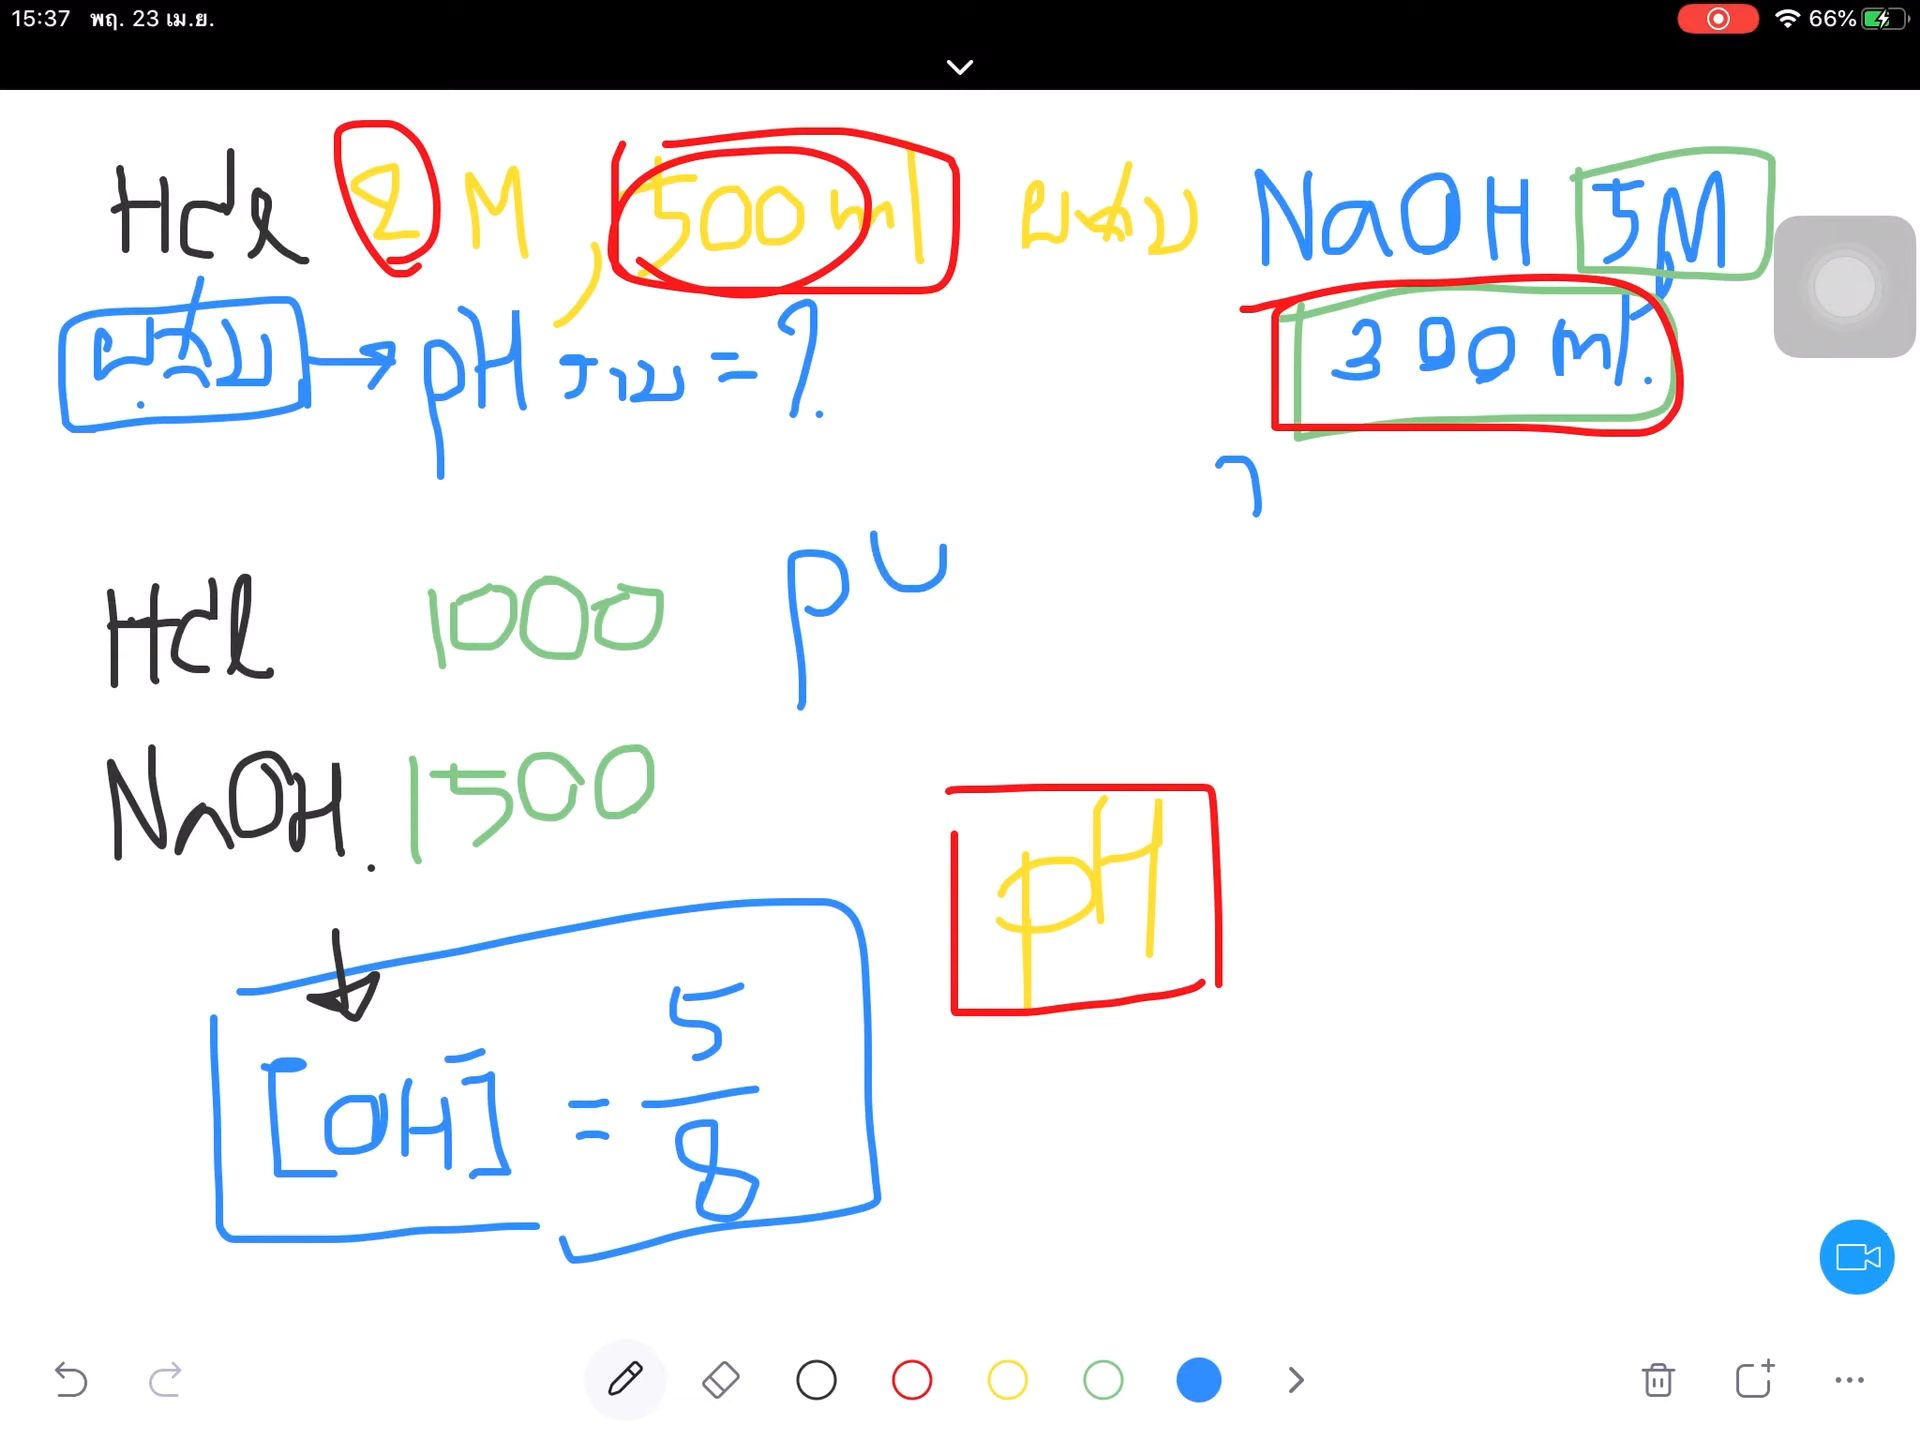 15:37 พฤ. 23 เม.ย. 66%
HCl 2 M , 500 ml ผสม NaOH 5M ,
ผสม → pH รวม = ? 300 ml.
HCl 1000 p
NaOH. 1500
pH
[OH⁻] = 5/8